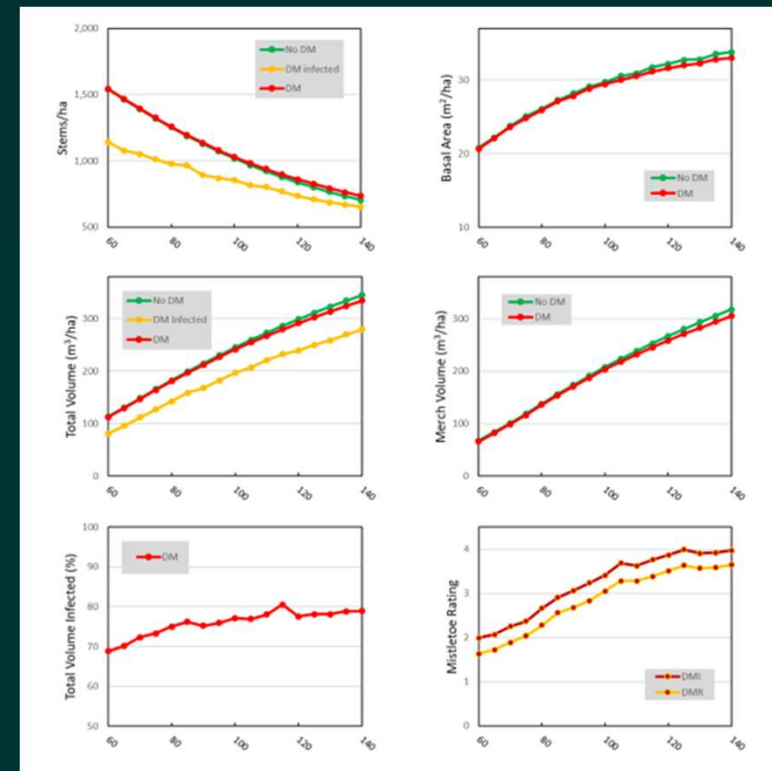 2,000
1,500
1,000
500
Stems/ha
No DM
DM infected
DM
60
80
100
120
140
30
20
10
Basal Area (m²/ha)
No DM
DM
60
80
100
120
140
300
200
100
0
Total Volume (m³/ha)
No DM
DM Infected
DM
60
80
100
120
140
300
200
100
0
Merch Volume (m³/ha)
No DM
DM
60
80
100
120
140
100
90
80
70
60
50
Total Volume Infected (%)
DM
60
80
100
120
140
4
3
2
1
0
Mistletoe Rating
DMI
DMR
60
80
100
120
140